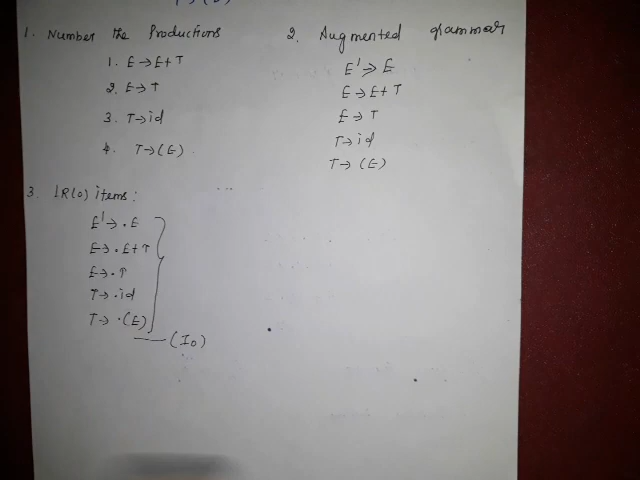 1. Number the Productions
1. E→E+T
2. E→T
3. T→id
4. T→(E)
2. Augmented grammar
E'→E
E→E+T
E→T
T→id
T→(E)
3. LR(0) items:
E'→.E
E→.E+T
E→.T
T→.id
T→.(E)
(I0)